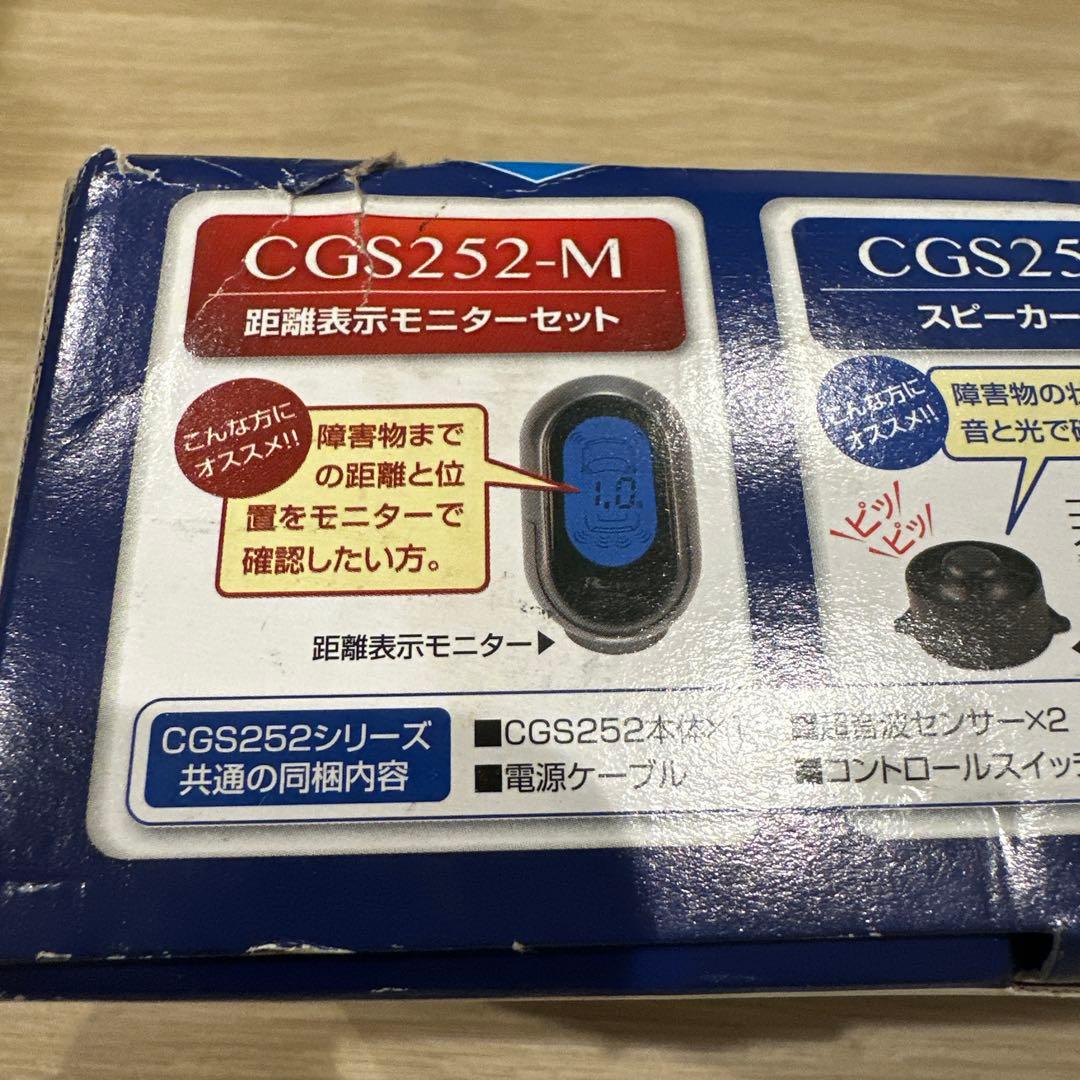 CGS252-M
距離表示モニターセット
こんな方に
オススメ!!
障害物まで
の距離と位
置をモニターで
確認したい方。
1.0
距離表示モニター▶
CGS25
スピーカー
こんな方に
オススメ!!
障害物の
音と光で
ピッ
ピッ
CGS252シリーズ
共通の同梱内容
■CGS252本体×1
■超音波センサー×2
■電源ケーブル
■コントロールスイッチ